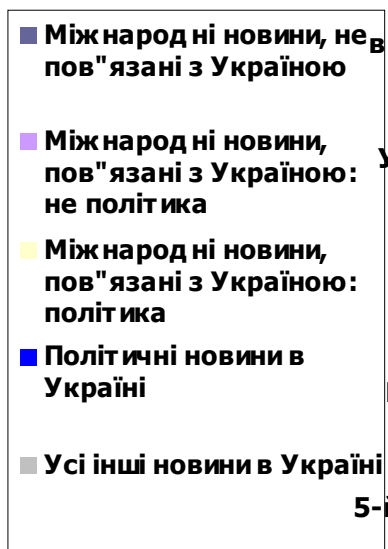 Міжнародні новини, не
пов"язані з Україною
Міжнародні новини,
пов"язані з Україною:
не політика
Міжнародні новини,
пов"язані з Україною:
політика
Політичні новини в
Україні
Усі інші новини в Україні